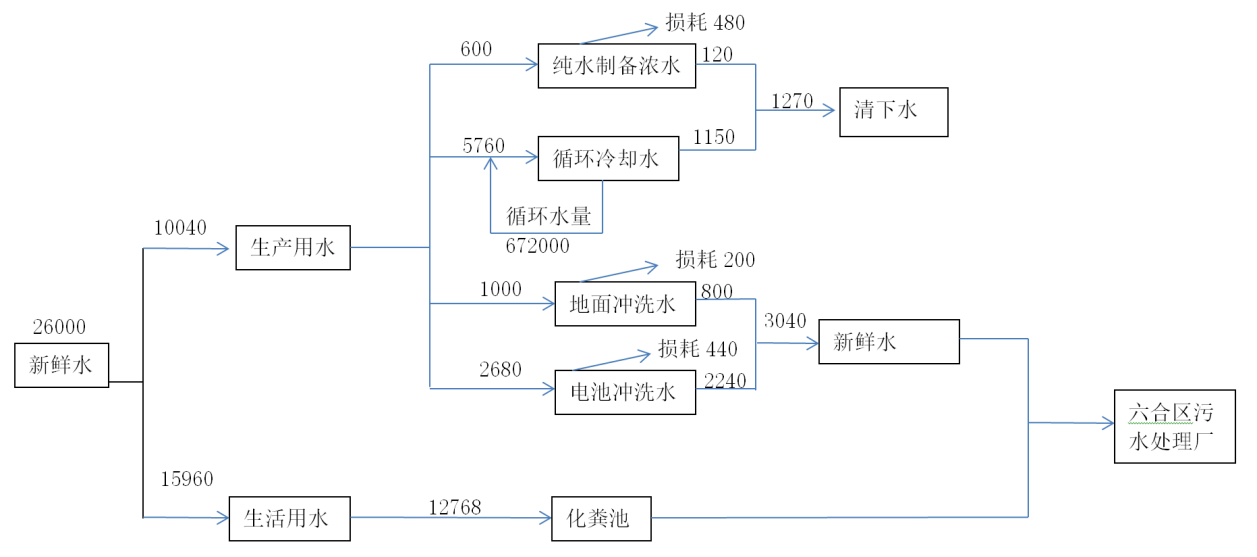 损耗 480
600
纯水制备浓水
120
1270
清下水
5760
循环冷却水
1150
循环水量
672000
10040
生产用水
损耗 200
1000
地面冲洗水
800
3040
新鲜水
26000
新鲜水
损耗 440
2680
电池冲洗水
2240
六合区污
水处理厂
15960
生活用水
12768
化粪池